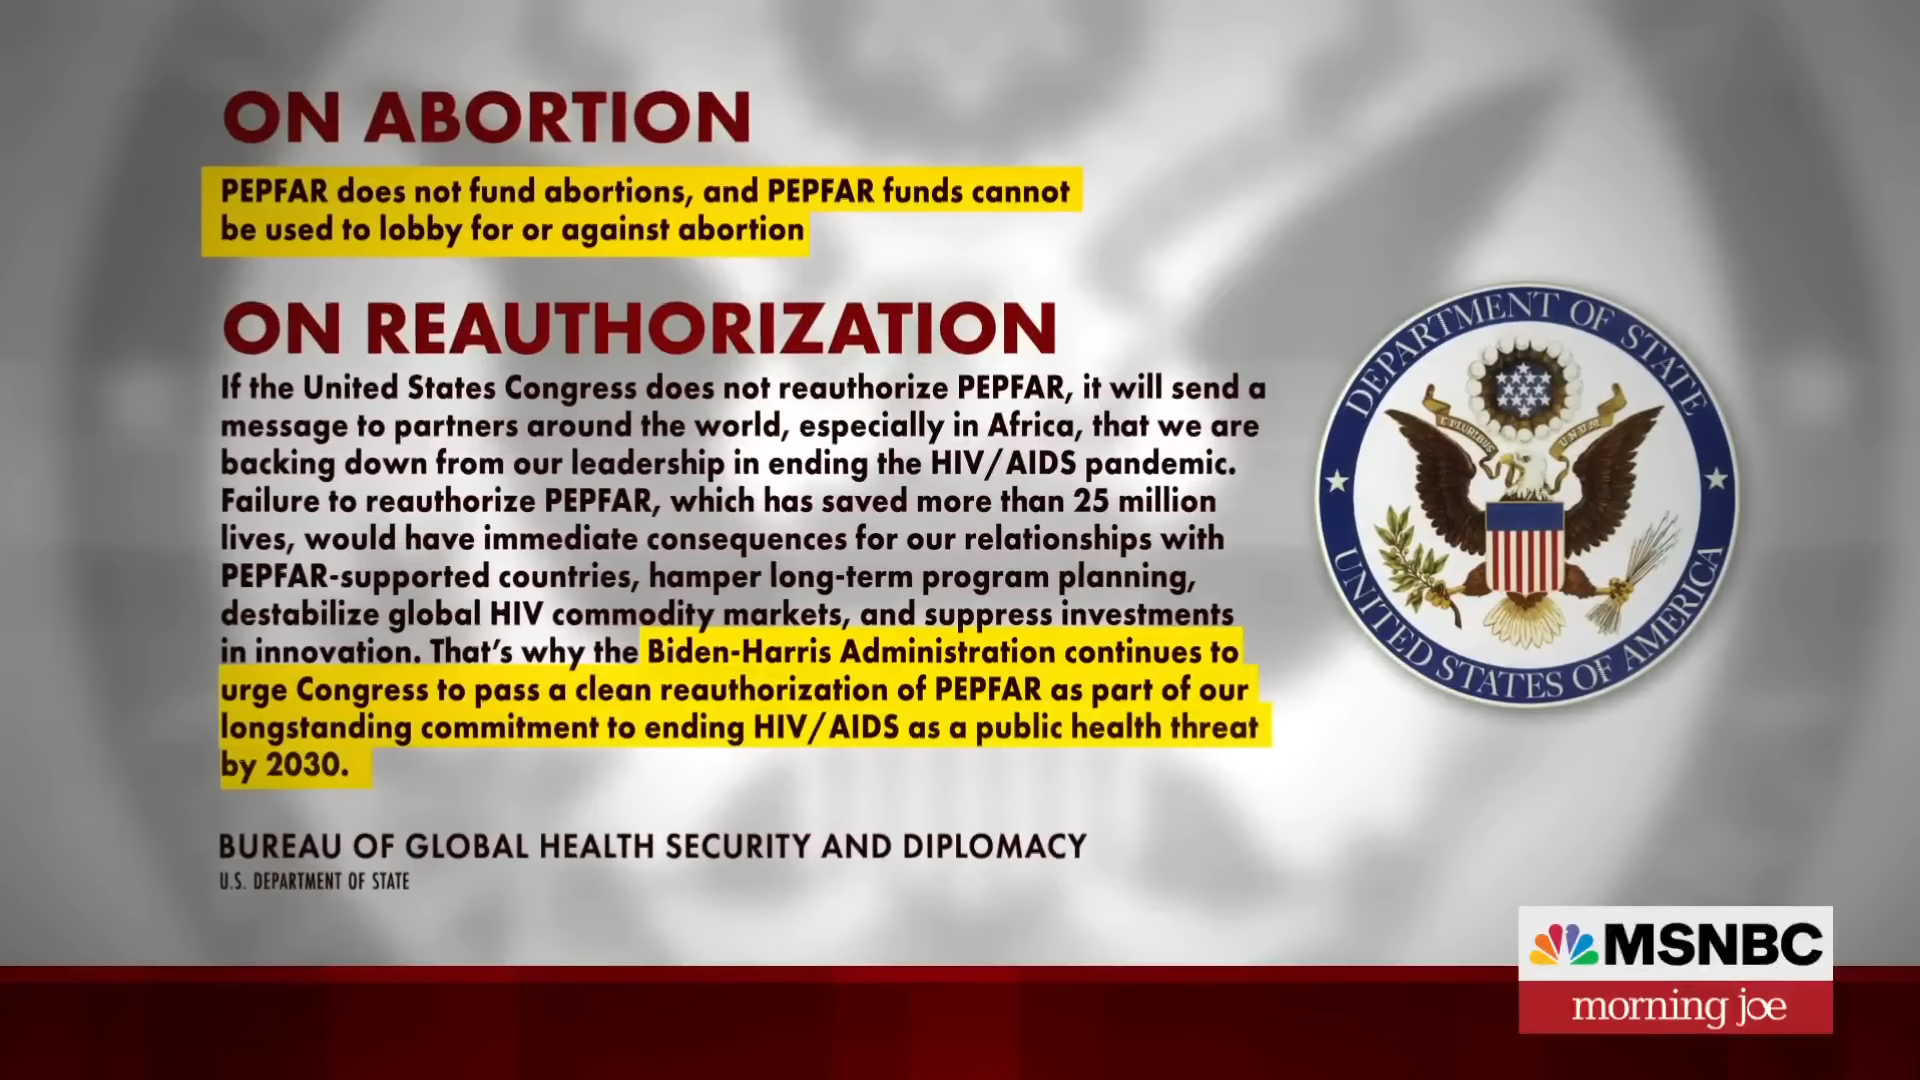 ON ABORTION
PEPFAR does not fund abortions, and PEPFAR funds cannot
be used to lobby for or against abortion
ON REAUTHORIZATION
If the United States Congress does not reauthorize PEPFAR, it will send a
message to partners around the world, especially in Africa, that we are
backing down from our leadership in ending the HIV/AIDS pandemic.
Failure to reauthorize PEPFAR, which has saved more than 25 million
lives, would have immediate consequences for our relationships with
PEPFAR-supported countries, hamper long-term program planning,
destabilize global HIV commodity markets, and suppress investments
in innovation. That's why the Biden-Harris Administration continues to
urge Congress to pass a clean reauthorization of PEPFAR as part of our
longstanding commitment to ending HIV/AIDS as a public health threat
by 2030.
BUREAU OF GLOBAL HEALTH SECURITY AND DIPLOMACY
U.S. DEPARTMENT OF STATE
DEPARTMENT OF STATE
E PLURIBUS UNUM
UNITED STATES OF AMERICA
MSNBC
morning joe